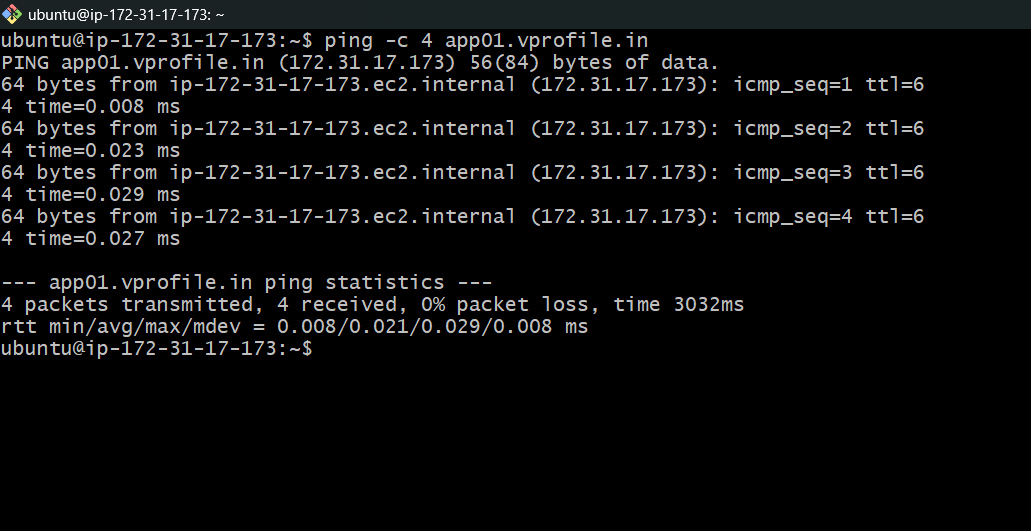 ubuntu@ip-172-31-17-173: ~
ubuntu@ip-172-31-17-173:~$ ping -c 4 app01.vprofile.in
PING app01.vprofile.in (172.31.17.173) 56(84) bytes of data.
64 bytes from ip-172-31-17-173.ec2.internal (172.31.17.173): icmp_seq=1 ttl=6
4 time=0.008 ms
64 bytes from ip-172-31-17-173.ec2.internal (172.31.17.173): icmp_seq=2 ttl=6
4 time=0.023 ms
64 bytes from ip-172-31-17-173.ec2.internal (172.31.17.173): icmp_seq=3 ttl=6
4 time=0.029 ms
64 bytes from ip-172-31-17-173.ec2.internal (172.31.17.173): icmp_seq=4 ttl=6
4 time=0.027 ms
--- app01.vprofile.in ping statistics ---
4 packets transmitted, 4 received, 0% packet loss, time 3032ms
rtt min/avg/max/mdev = 0.008/0.021/0.029/0.008 ms
ubuntu@ip-172-31-17-173:~$